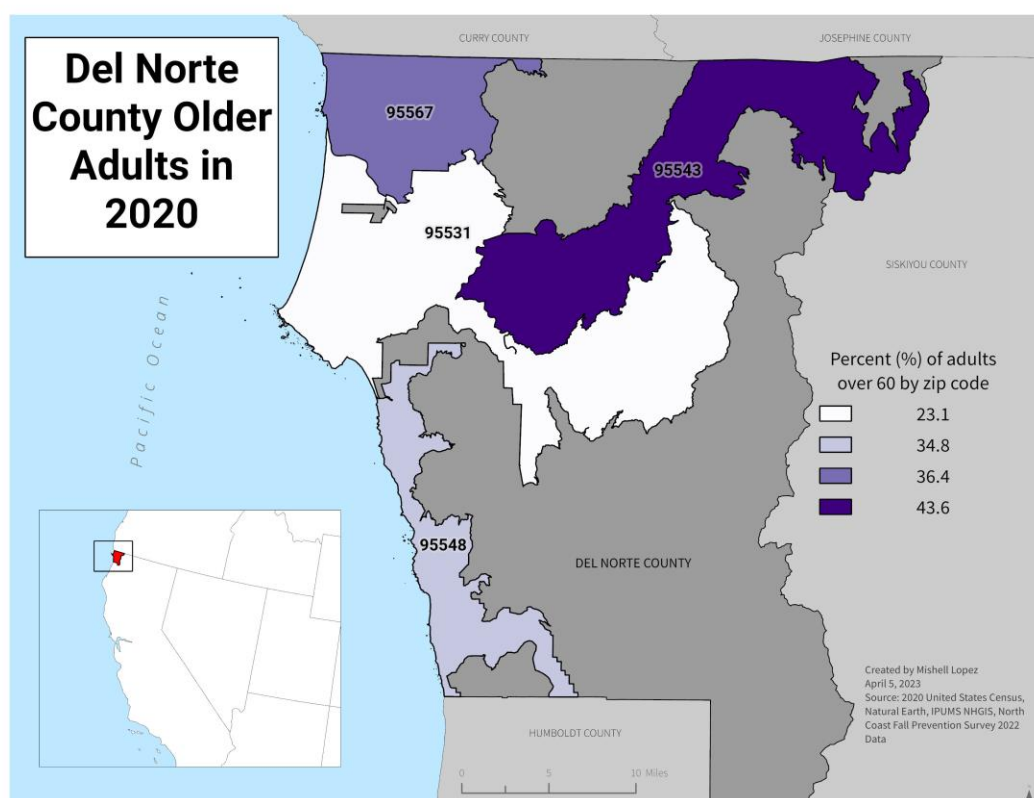 Del Norte
County Older
Adults in
2020
CURRY COUNTY
JOSEPHINE COUNTY
95567
95543
95531
SISKIYOU COUNTY
Pacific Ocean
Percent (%) of adults
over 60 by zip code
23.1
34.8
36.4
43.6
95548
DEL NORTE COUNTY
Created by Mishell Lopez
April 5, 2023
Source: 2020 United States Census,
Natural Earth, IPUMS NHGIS, North
Coast Fall Prevention Survey 2022
Data
HUMBOLDT COUNTY
0 5 10 Miles